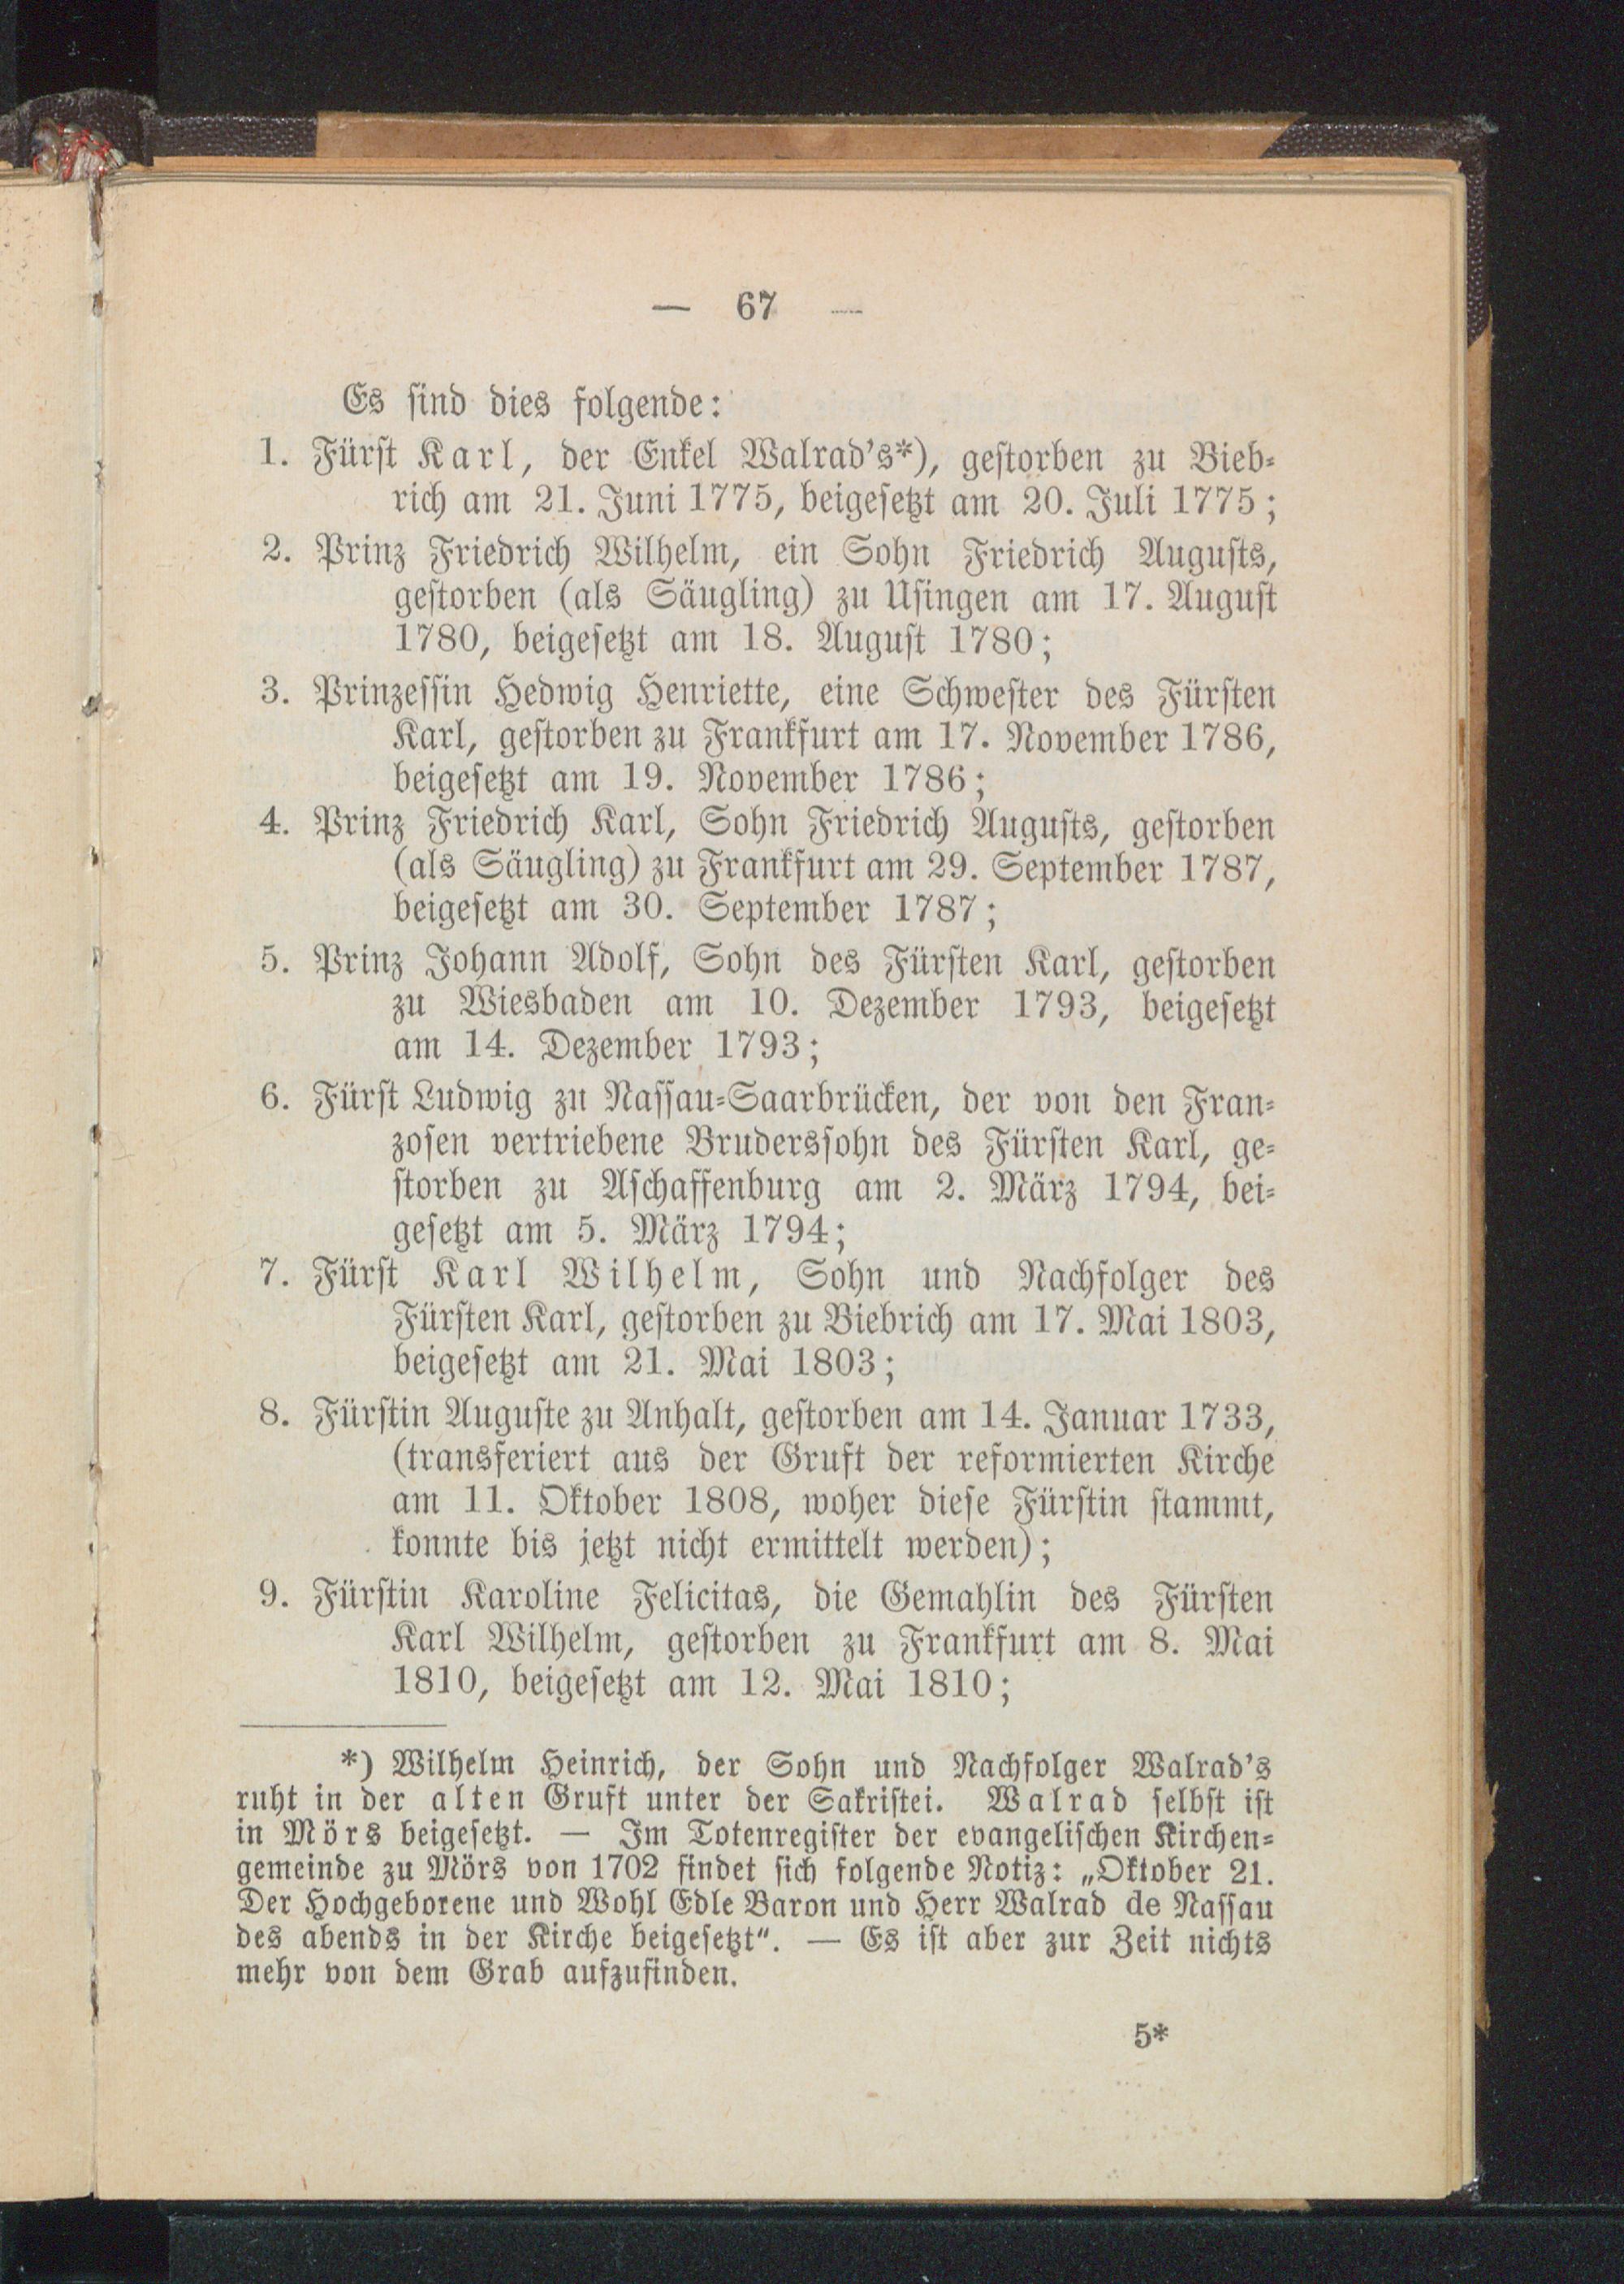 — 67 —
Es sind dies folgende:
1. Fürst Karl, der Enkel Walrad's*), gestorben zu Bieb-
rich am 21. Juni 1775, beigesetzt am 20. Juli 1775;
2. Prinz Friedrich Wilhelm, ein Sohn Friedrich Augusts,
gestorben (als Säugling) zu Usingen am 17. August
1780, beigesetzt am 18. August 1780;
3. Prinzessin Hedwig Henriette, eine Schwester des Fürsten
Karl, gestorben zu Frankfurt am 17. November 1786,
beigesetzt am 19. November 1786;
4. Prinz Friedrich Karl, Sohn Friedrich Augusts, gestorben
(als Säugling) zu Frankfurt am 29. September 1787,
beigesetzt am 30. September 1787;
5. Prinz Johann Adolf, Sohn des Fürsten Karl, gestorben
zu Wiesbaden am 10. Dezember 1793, beigesetzt
am 14. Dezember 1793;
6. Fürst Ludwig zu Nassau-Saarbrücken, der von den Fran-
zosen vertriebene Bruderssohn des Fürsten Karl, ge-
storben zu Aschaffenburg am 2. März 1794, bei-
gesetzt am 5. März 1794;
7. Fürst Karl Wilhelm, Sohn und Nachfolger des
Fürsten Karl, gestorben zu Biebrich am 17. Mai 1803,
beigesetzt am 21. Mai 1803;
8. Fürstin Auguste zu Anhalt, gestorben am 14. Januar 1733,
(transferiert aus der Gruft der reformierten Kirche
am 11. Oktober 1808, woher diese Fürstin stammt,
konnte bis jetzt nicht ermittelt werden);
9. Fürstin Karoline Felicitas, die Gemahlin des Fürsten
Karl Wilhelm, gestorben zu Frankfurt am 8. Mai
1810, beigesetzt am 12. Mai 1810;
*) Wilhelm Heinrich, der Sohn und Nachfolger Walrad's
ruht in der alten Gruft unter der Sakristei. Walrad selbst ist
in Mörs beigesetzt. — Im Totenregister der evangelischen Kirchen-
gemeinde zu Mörs von 1702 findet sich folgende Notiz: „Oktober 21.
Der Hochgeborene und Wohl Edle Baron und Herr Walrad de Nassau
des abends in der Kirche beigesetzt“. — Es ist aber zur Zeit nichts
mehr von dem Grab aufzufinden.
5*